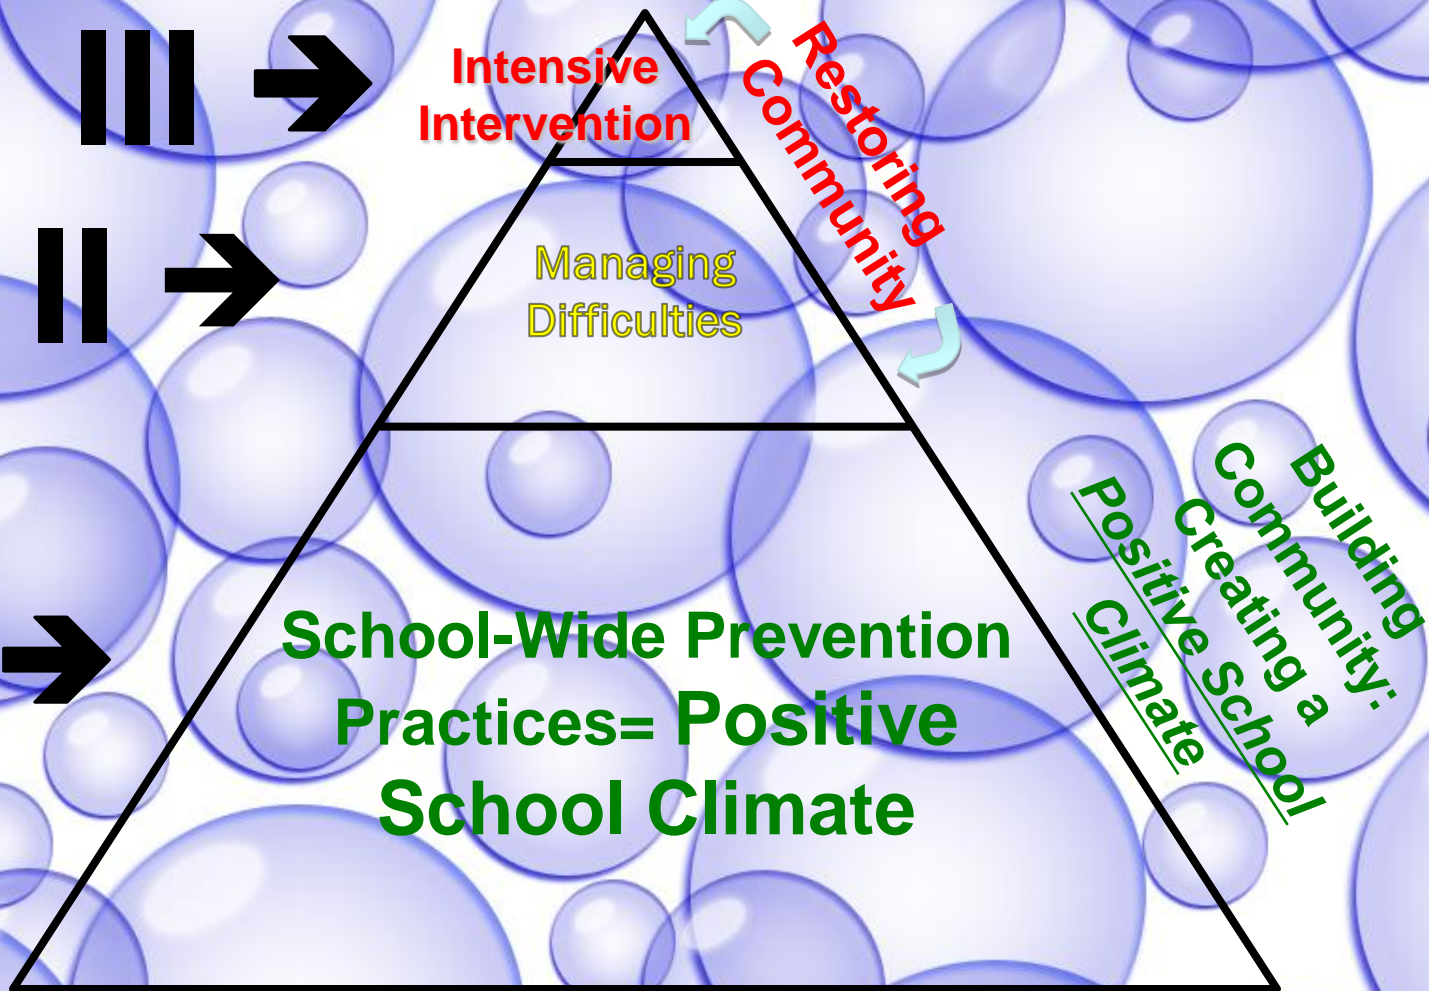 III
Intensive
Intervention
Restoring
Community
II
Managing
Difficulties
Building
Community:
Creating a
Positive School
Climate
School-Wide Prevention
Practices= Positive
School Climate